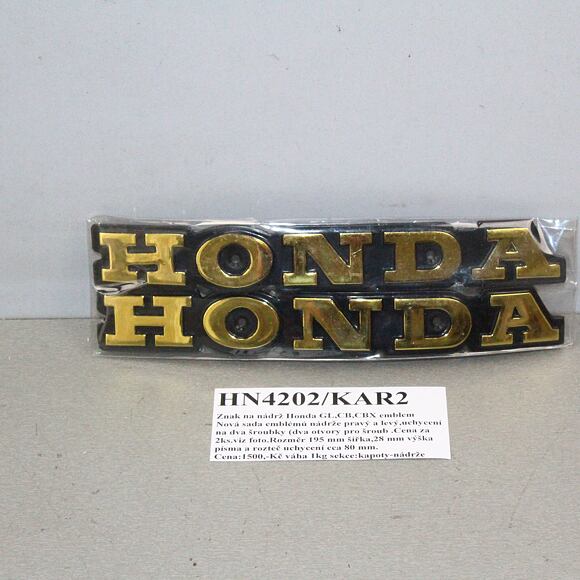 HONDA
HONDA
HN4202/KAR2
Znak na nádrž Honda GL,CB,CBX emblem
Nová sada emblémů nádrže pravý a levý,uchycení
na dva šroubky (dva otvory pro šroub .Cena za
2ks.viz foto.Rozměr 195 mm šířka,28 mm výška
písma a rozteč uchycení cca 80 mm.
Cena:1500,-Kč váha 1kg sekce:kapoty-nádrže